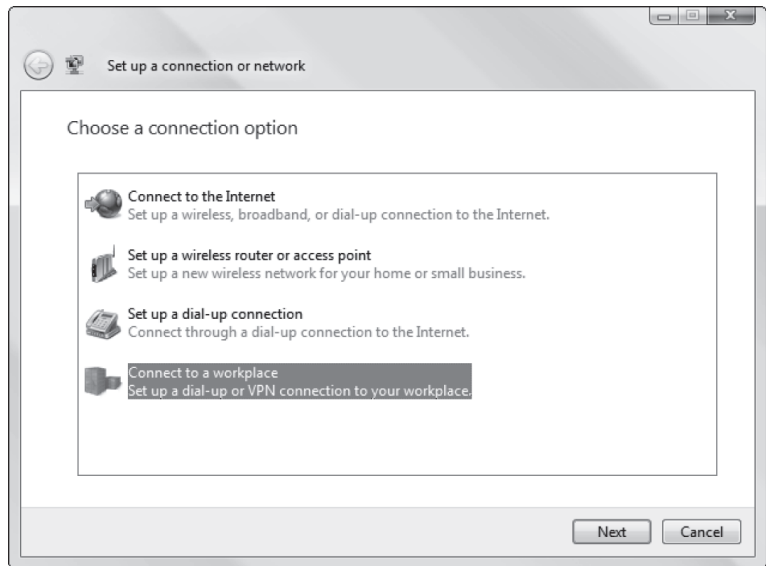 Set up a connection or network
Choose a connection option
Connect to the Internet
Set up a wireless, broadband, or dial-up connection to the Internet.
Set up a wireless router or access point
Set up a new wireless network for your home or small business.
Set up a dial-up connection
Connect through a dial-up connection to the Internet.
Connect to a workplace
Set up a dial-up or VPN connection to your workplace.
Next Cancel